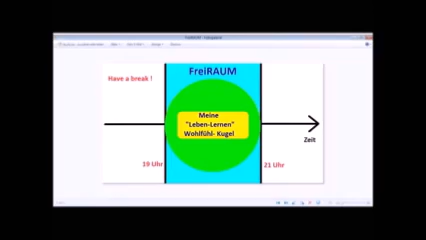 FreiRAUM
Have a break !
Meine
"Leben-Lernen"
Wohlfühl- Kugel
Zeit
19 Uhr
21 Uhr